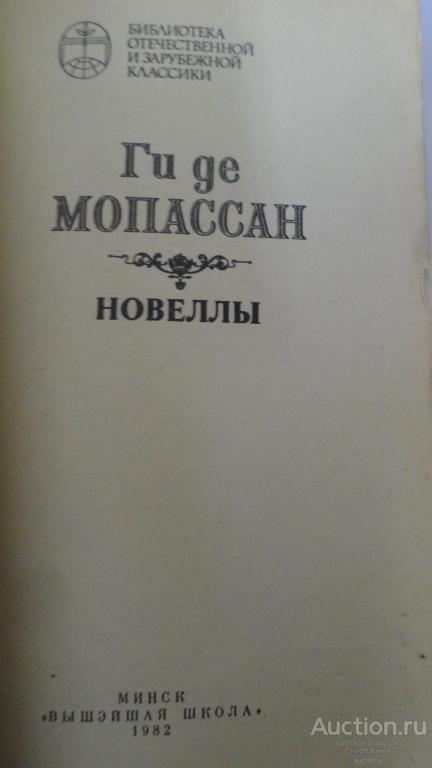 БИБЛИОТЕКА
ОТЕЧЕСТВЕННОЙ
И ЗАРУБЕЖНОЙ
КЛАССИКИ
Ги де
МОПАССАН
НОВЕЛЛЫ
МИНСК
«ВЫШЭЙШАЯ ШКОЛА»
1982
Auction.ru